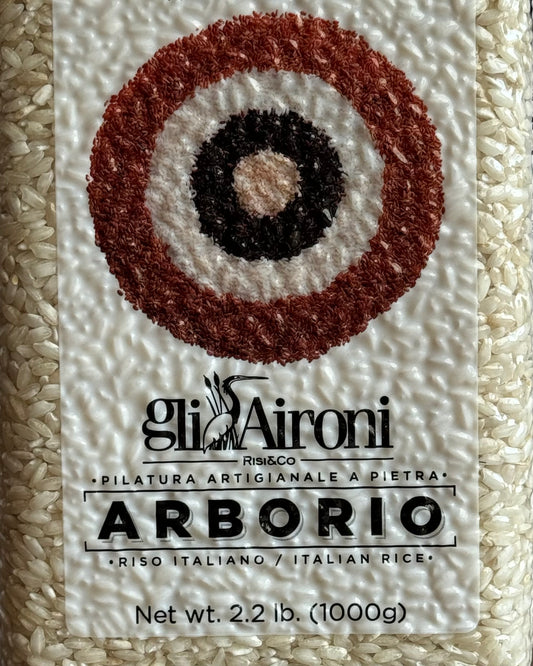 gli Aironi
RISI&CO
•PILATURA ARTIGIANALE A PIETRA•
ARBORIO
•RISO ITALIANO / ITALIAN RICE•
Net wt. 2.2 lb. (1000g)